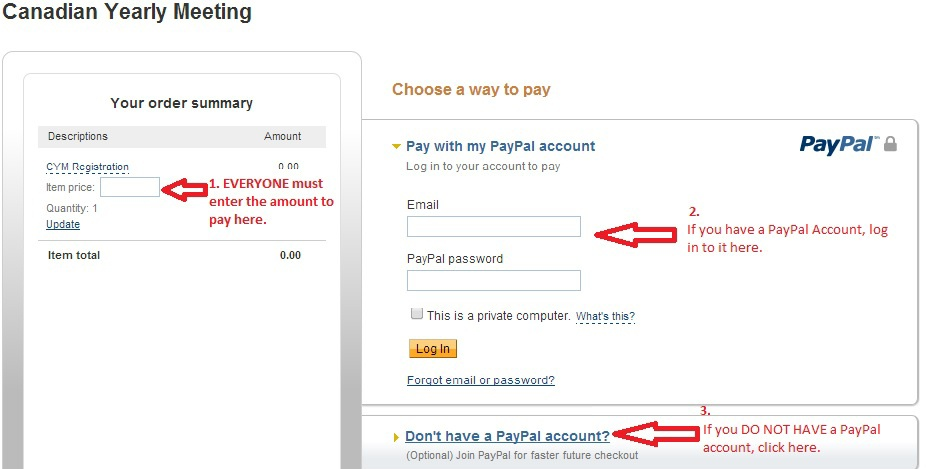 Canadian Yearly Meeting
Your order summary
Descriptions Amount
CYM Registration 0.00
Item price:
Quantity: 1
Update
Item total 0.00
1. EVERYONE must
enter the amount to
pay here.
Choose a way to pay
Pay with my PayPal account
PayPal™
Log in to your account to pay
Email
PayPal password
This is a private computer. What's this?
Log In
Forgot email or password?
2.
If you have a PayPal Account, log
in to it here.
Don't have a PayPal account?
(Optional) Join PayPal for faster future checkout
3.
If you DO NOT HAVE a PayPal
account, click here.